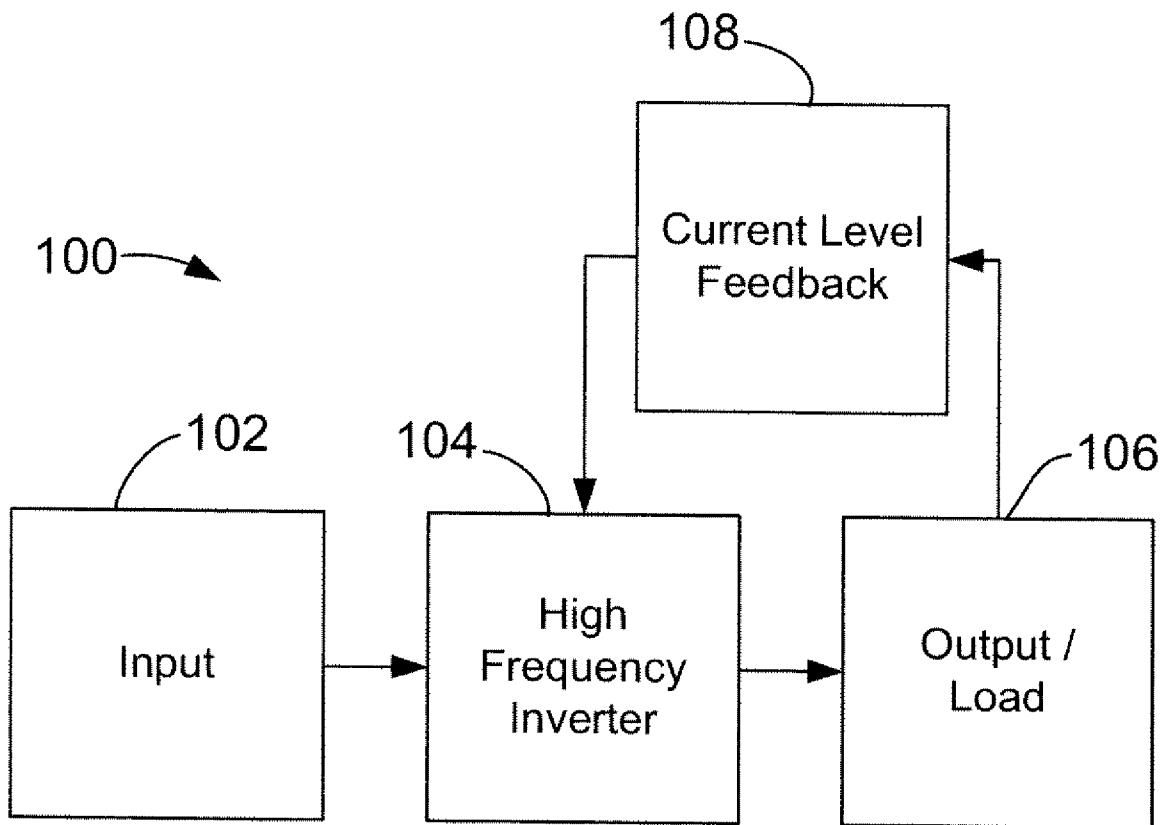 108
Current Level
Feedback
100
102
104
106
Input
High
Frequency
Inverter
Output /
Load